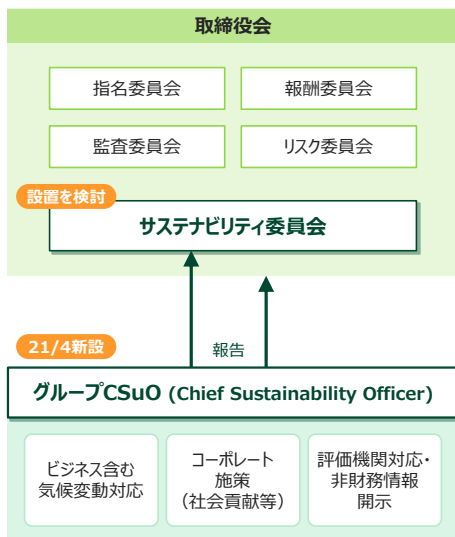 取締役会
指名委員会
報酬委員会
監査委員会
リスク委員会
設置を検討
サステナビリティ委員会
21/4新設
報告
グループCSuO (Chief Sustainability Officer)
ビジネス含む
気候変動対応
コーポレート
施策
（社会貢献等）
評価機関対応・
非財務情報
開示